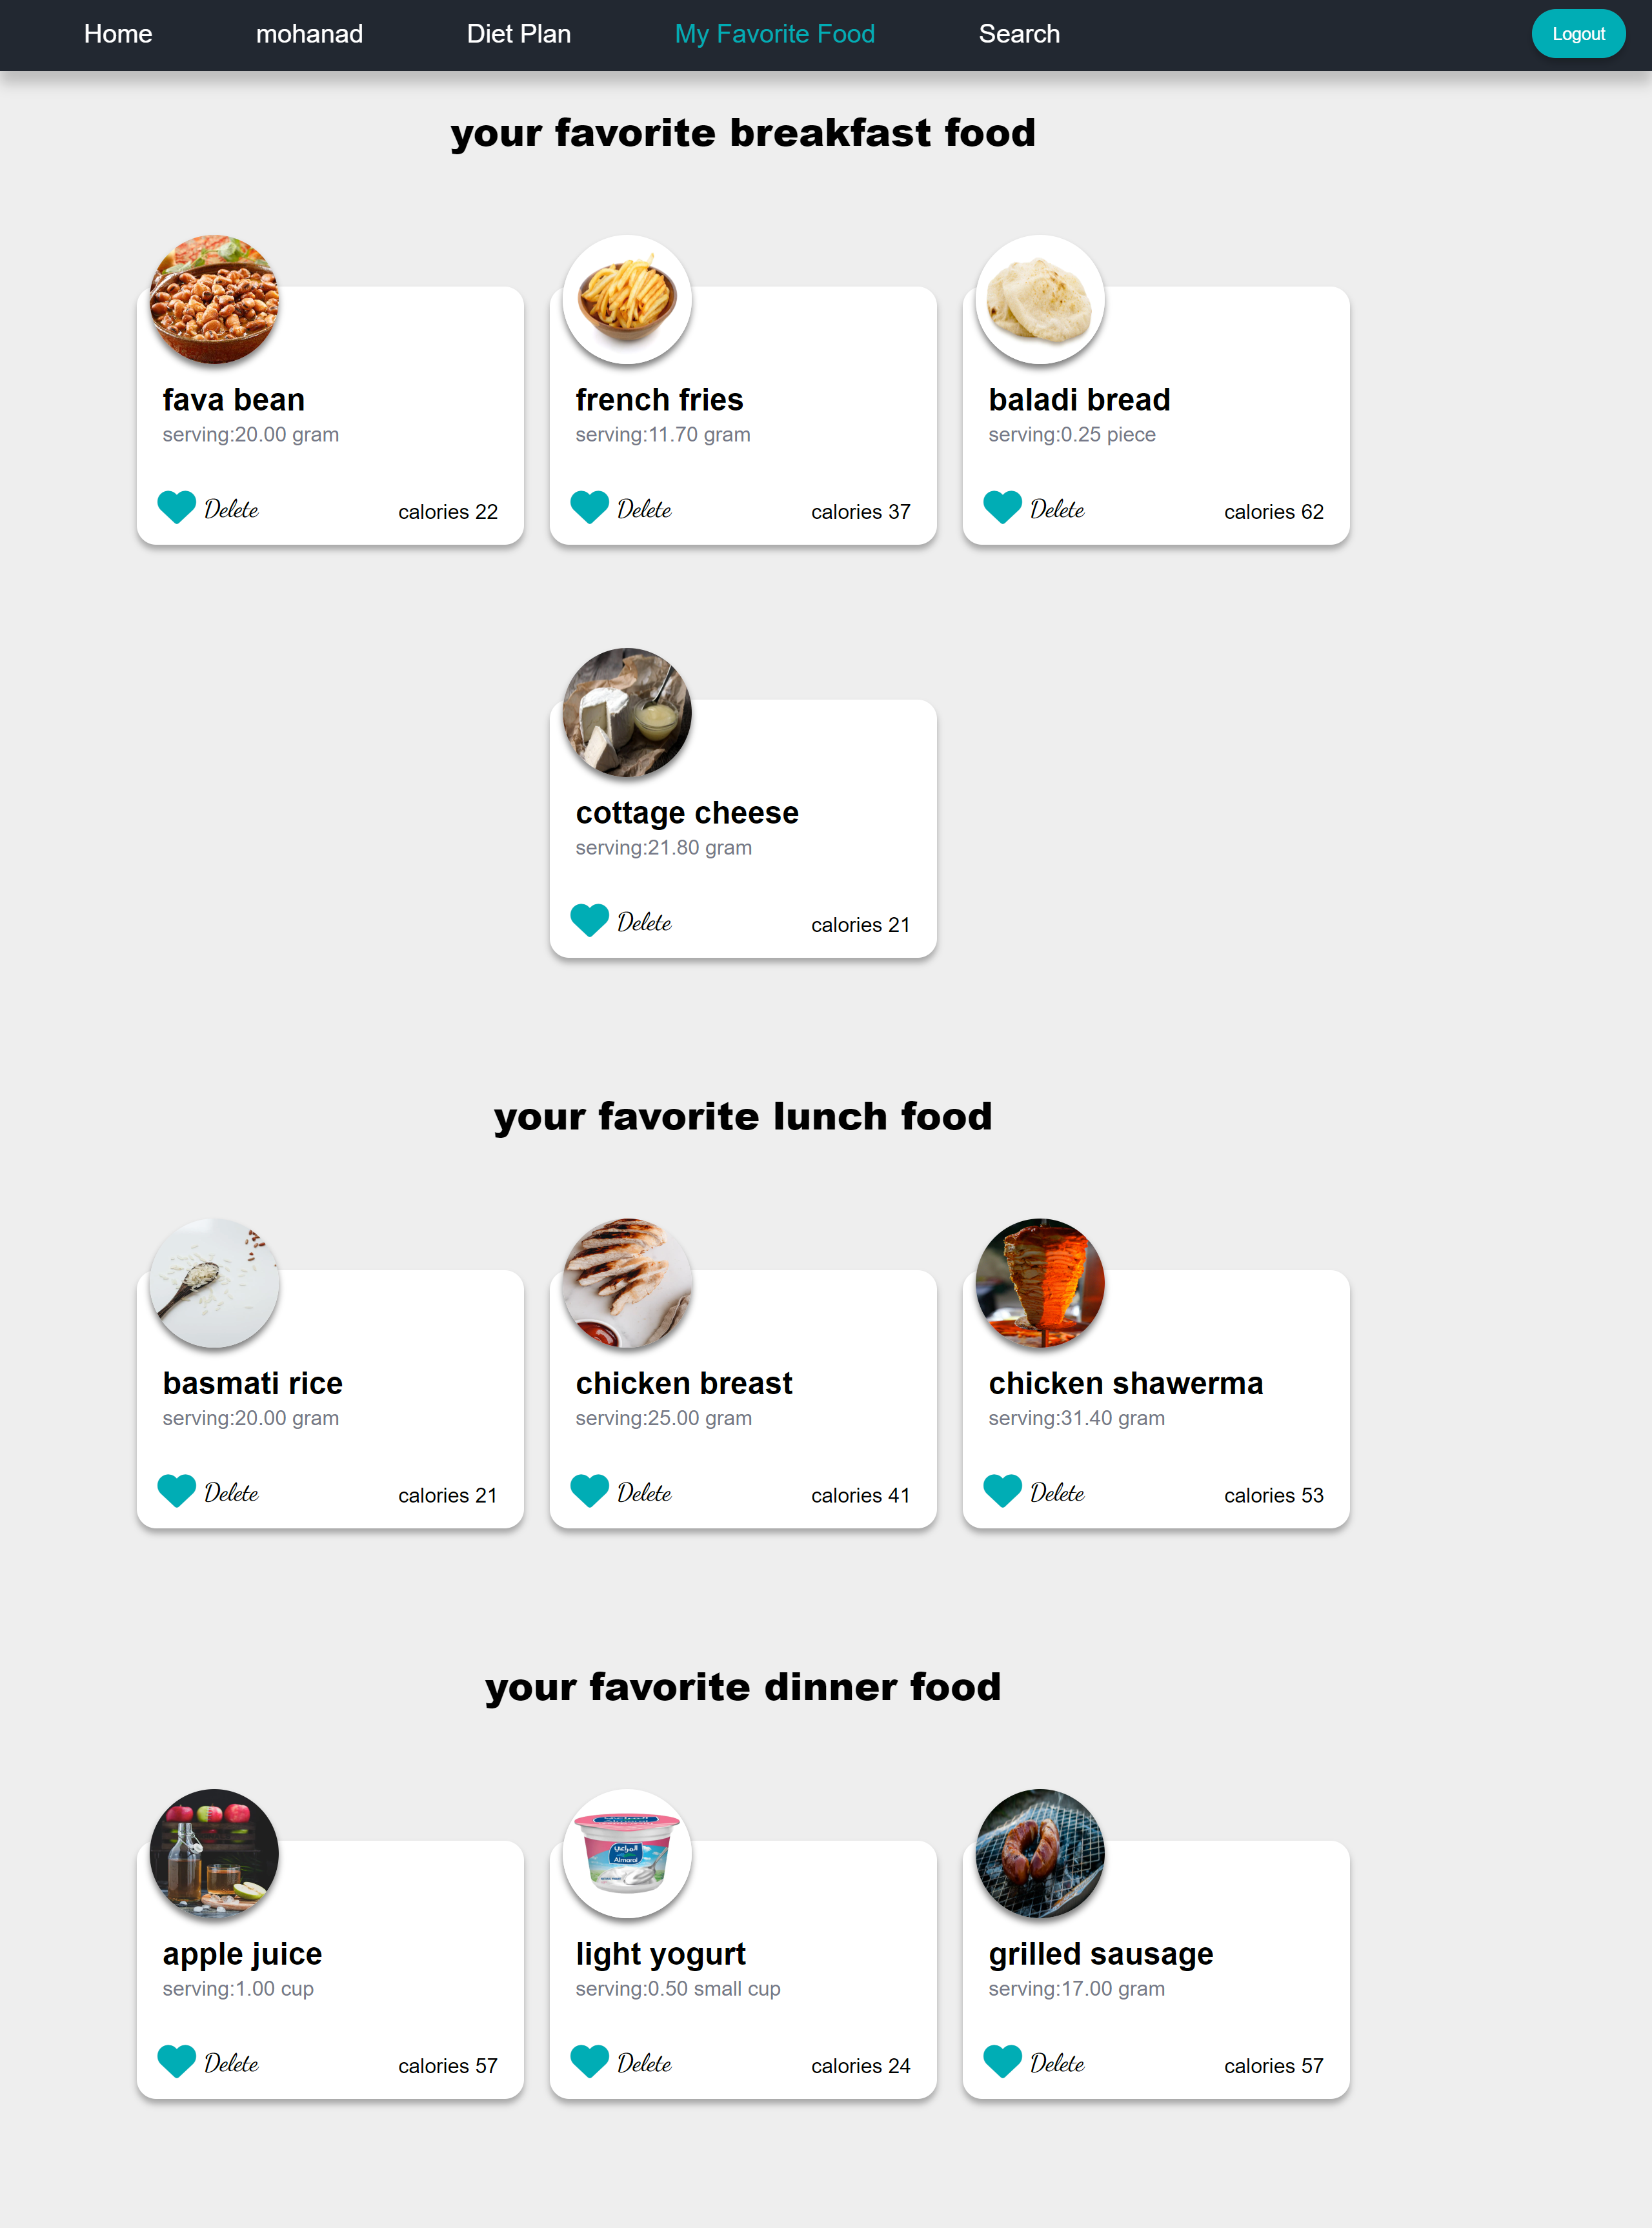 Home mohanad Diet Plan My Favorite Food Search Logout
your favorite breakfast food
fava bean
serving:20.00 gram
Delete calories 22
french fries
serving:11.70 gram
Delete calories 37
baladi bread
serving:0.25 piece
Delete calories 62
cottage cheese
serving:21.80 gram
Delete calories 21
your favorite lunch food
basmati rice
serving:20.00 gram
Delete calories 21
chicken breast
serving:25.00 gram
Delete calories 41
chicken shawerma
serving:31.40 gram
Delete calories 53
your favorite dinner food
apple juice
serving:1.00 cup
Delete calories 57
المراعي
Almarai
light yogurt
serving:0.50 small cup
Delete calories 24
grilled sausage
serving:17.00 gram
Delete calories 57